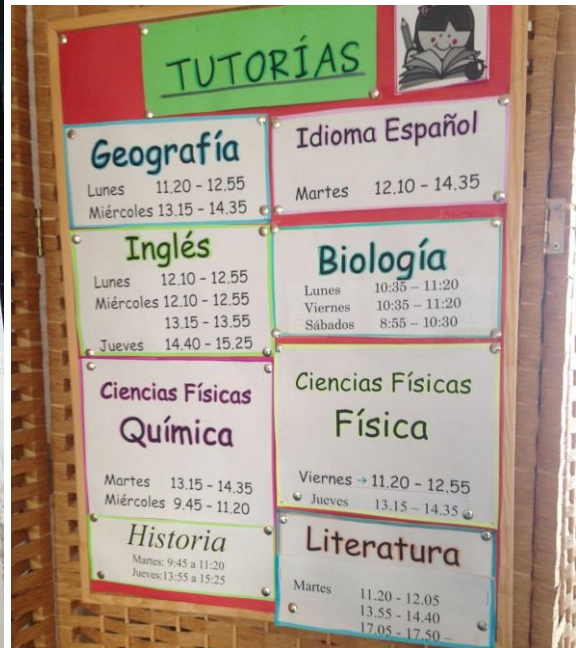 TUTORÍAS
Geografía
Lunes 11.20 - 12.55
Miércoles 13.15 - 14.35
Idioma Español
Martes 12.10 - 14.35
Inglés
Lunes 12.10 - 12.55
Miércoles 12.10 - 12.55
13.15 - 13.55
Jueves 14.40 - 15.25
Biología
Lunes 10:35 – 11:20
Viernes 10:35 – 11:20
Sábados 8:55 – 10:30
Ciencias Físicas
Química
Martes 13.15 - 14.35
Miércoles 9.45 - 11.20
Ciencias Físicas
Física
Viernes → 11.20 - 12.55
Jueves 13.15 – 14.35
Historia
Martes: 9:45 a 11:20
Jueves:13:55 a 15:25
Literatura
Martes 11.20 - 12.05
13.55 - 14.40
17.05 - 17.50 –